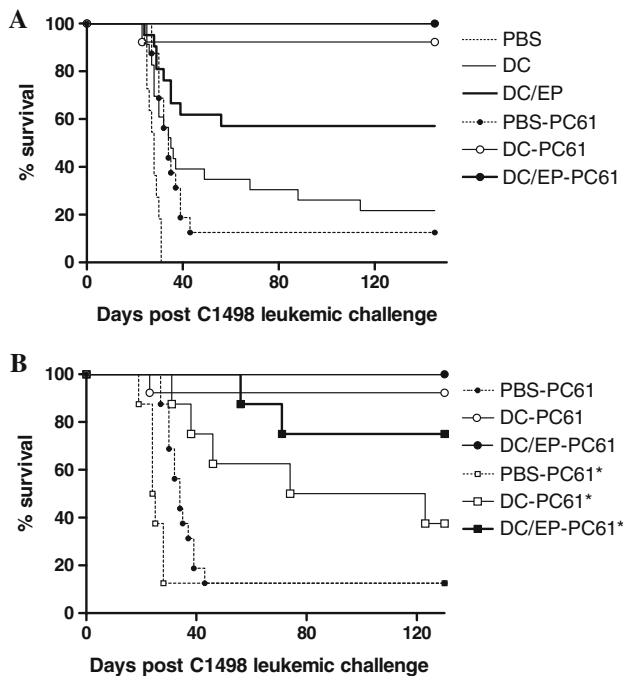 A
% survival
100
80
60
40
20
0
0 40 80 120
Days post C1498 leukemic challenge
PBS
DC
DC/EP
PBS-PC61
DC-PC61
DC/EP-PC61
B
% survival
100
80
60
40
20
0
0 40 80 120
Days post C1498 leukemic challenge
PBS-PC61
DC-PC61
DC/EP-PC61
PBS-PC61*
DC-PC61*
DC/EP-PC61*